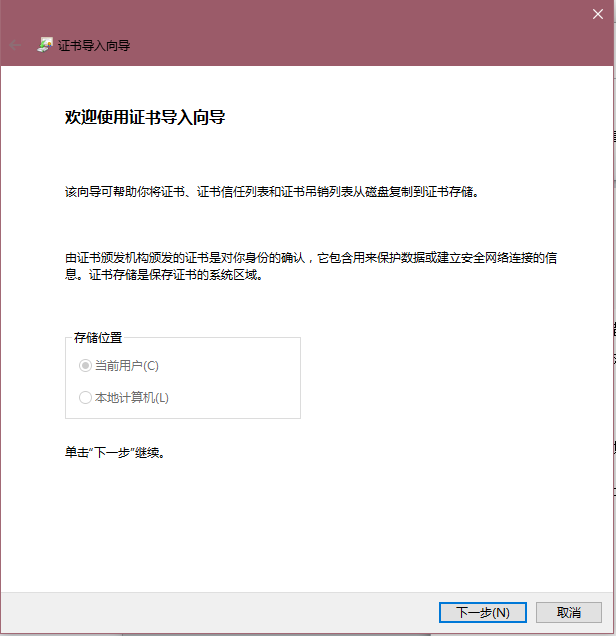 证书导入向导
欢迎使用证书导入向导
该向导可帮助你将证书、证书信任列表和证书吊销列表从磁盘复制到证书存储。
由证书颁发机构颁发的证书是对你身份的确认，它包含用来保护数据或建立安全网络连接的信
息。证书存储是保存证书的系统区域。
存储位置
当前用户(C)
本地计算机(L)
单击“下一步”继续。
下一步(N)
取消